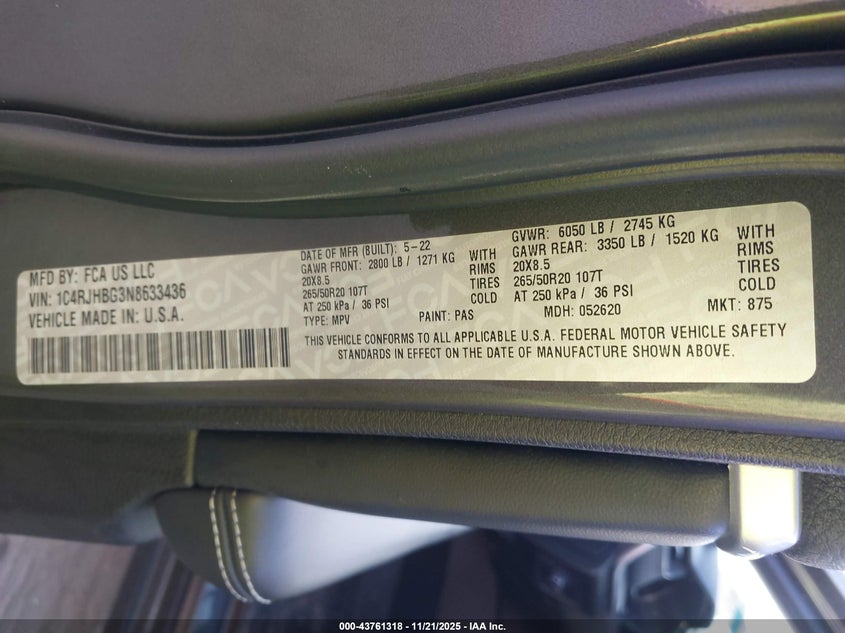 MFD BY: FCA US LLC
VIN: 1C4RJHBG3N8633436
VEHICLE MADE IN: U.S.A.
DATE OF MFR (BUILT): 5-22
GAWR FRONT: 2800 LB / 1271 KG WITH
20X8.5 RIMS
265/50R20 107T TIRES
AT 250 kPa / 36 PSI COLD
TYPE: MPV PAINT: PAS
GVWR: 6050 LB / 2745 KG
GAWR REAR: 3350 LB / 1520 KG WITH
20X8.5 RIMS
265/50R20 107T TIRES
AT 250 kPa / 36 PSI COLD
MDH: 052620 MKT: 875
THIS VEHICLE CONFORMS TO ALL APPLICABLE U.S.A. FEDERAL MOTOR VEHICLE SAFETY
STANDARDS IN EFFECT ON THE DATE OF MANUFACTURE SHOWN ABOVE.
000-43761318 - 11/21/2025 - IAA Inc.